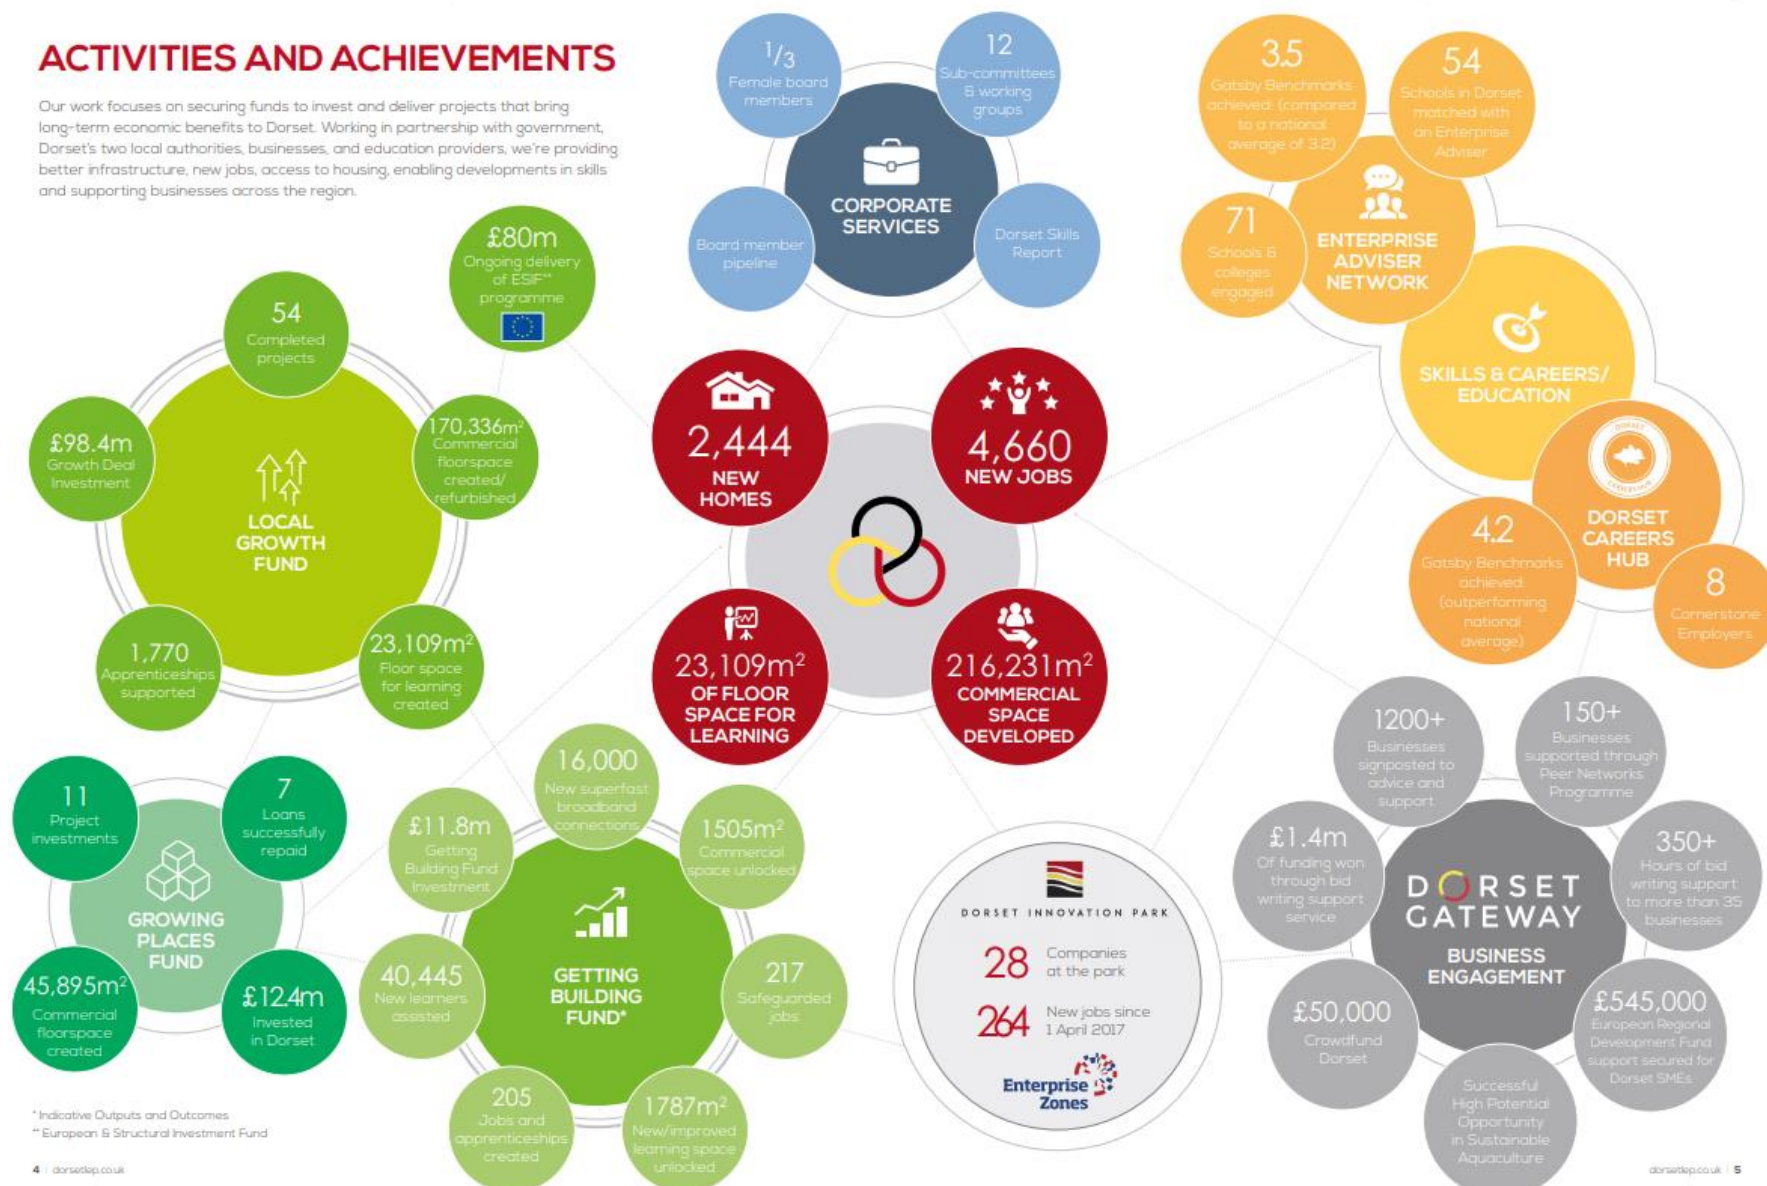 ACTIVITIES AND ACHIEVEMENTS
Our work focuses on securing funds to invest and deliver projects that bring
long-term economic benefits to Dorset. Working in partnership with government,
Dorset's two local authorities, businesses, and education providers, we're providing
better infrastructure, new jobs, access to housing, enabling developments in skills
and supporting businesses across the region.
£80m
Ongoing delivery
of ESIF**
programme
54
Completed
projects
£98.4m
Growth Deal
Investment
170,336m²
Commercial
floorspace
created/
refurbished
LOCAL
GROWTH
FUND
1,770
Apprenticeships
supported
23,109m²
Floor space
for learning
created
11
Project
investments
7
Loans
successfully
repaid
GROWING
PLACES
FUND
45,895m²
Commercial
floorspace
created
£12.4m
Invested
in Dorset
16,000
New superfast
broadband
connections
£11.8m
Getting
Building Fund
Investment
1505m²
Commercial
space unlocked
GETTING
BUILDING
FUND*
40,445
New learners
assisted
217
Safeguarded
jobs
205
Jobs and
apprenticeships
created
1787m²
New/improved
learning space
unlocked
* Indicative Outputs and Outcomes
** European & Structural Investment Fund
4 | dorsetlep.co.uk
1/3
Female board
members
12
Sub-committees
& working
groups
CORPORATE
SERVICES
Board member
pipeline
Dorset Skills
Report
2,444
NEW
HOMES
4,660
NEW JOBS
23,109m²
OF FLOOR
SPACE FOR
LEARNING
216,231m²
COMMERCIAL
SPACE
DEVELOPED
DORSET INNOVATION PARK
28
Companies
at the park
264
New jobs since
1 April 2017
Enterprise
Zones
3.5
Gatsby Benchmarks
achieved: (compared
to a national
average of 3.2)
54
Schools in Dorset
matched with
an Enterprise
Adviser
71
Schools &
colleges
engaged
ENTERPRISE
ADVISER
NETWORK
SKILLS & CAREERS/
EDUCATION
DORSET
CAREERS HUB
DORSET
CAREERS
HUB
4.2
Gatsby Benchmarks
achieved:
(outperforming
national
average)
8
Cornerstone
Employers
1200+
Businesses
signposted to
advice and
support
150+
Businesses
supported through
Peer Networks
Programme
£1.4m
Of funding won
through bid
writing support
service
350+
Hours of bid
writing support
to more than 35
businesses
DORSET
GATEWAY
BUSINESS
ENGAGEMENT
£50,000
Crowdfund
Dorset
£545,000
European Regional
Development Fund
support secured for
Dorset SMEs
Successful
High Potential
Opportunity
in Sustainable
Aquaculture
dorsetlep.co.uk | 5